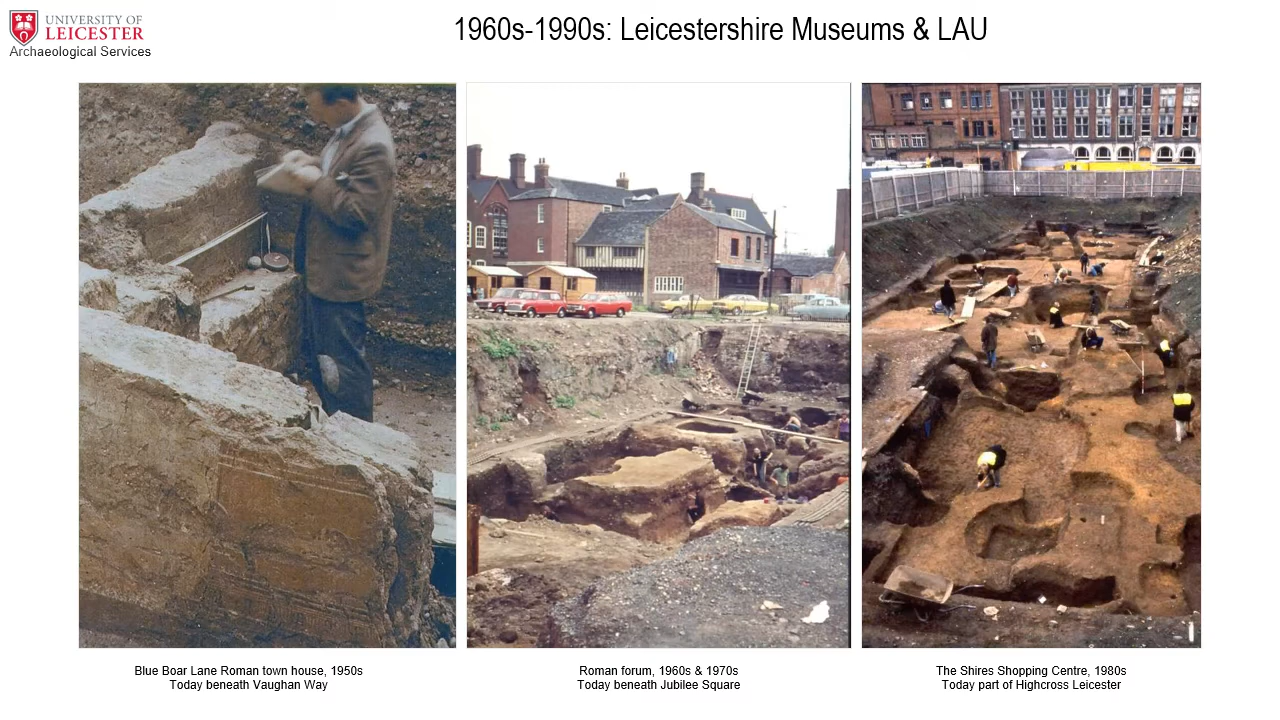 UNIVERSITY OF
LEICESTER
Archaeological Services
1960s-1990s: Leicestershire Museums & LAU
Blue Boar Lane Roman town house, 1950s
Today beneath Vaughan Way
Roman forum, 1960s & 1970s
Today beneath Jubilee Square
The Shires Shopping Centre, 1980s
Today part of Highcross Leicester